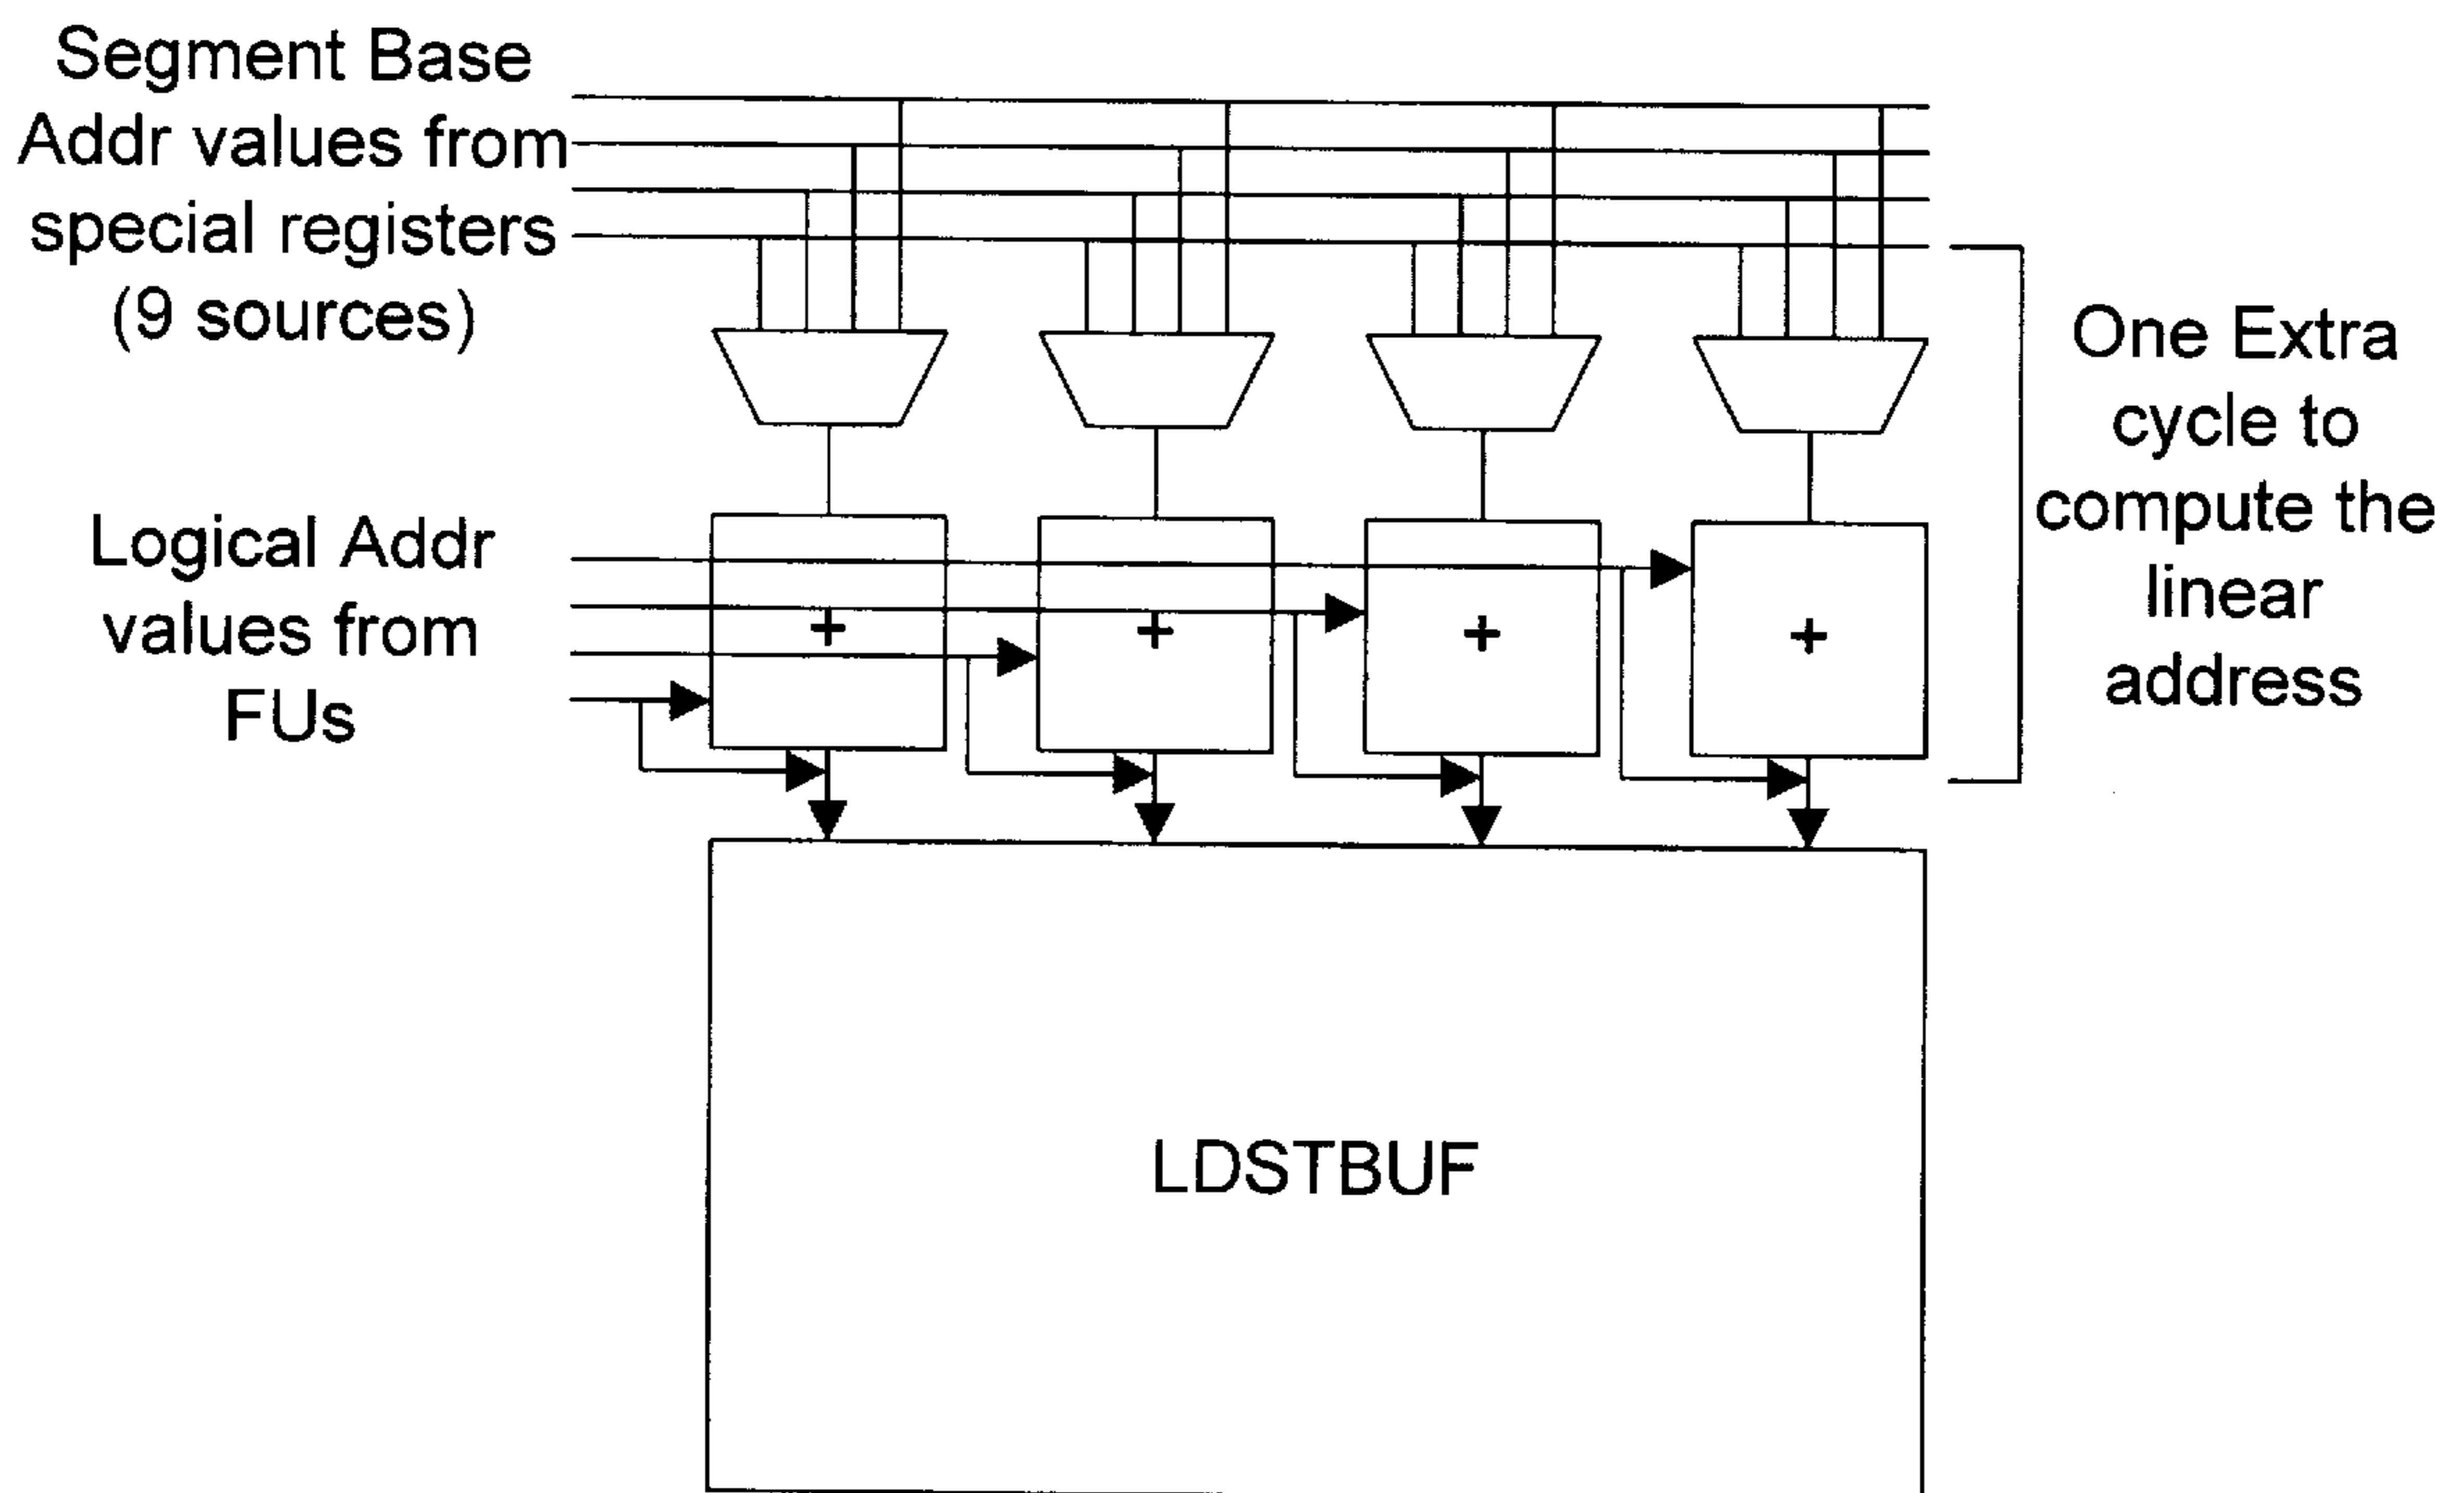 Segment Base
Addr values from
special registers
(9 sources)
One Extra
cycle to
compute the
linear
address
Logical Addr
values from
FUs
+
+
+
+
LDSTBUF